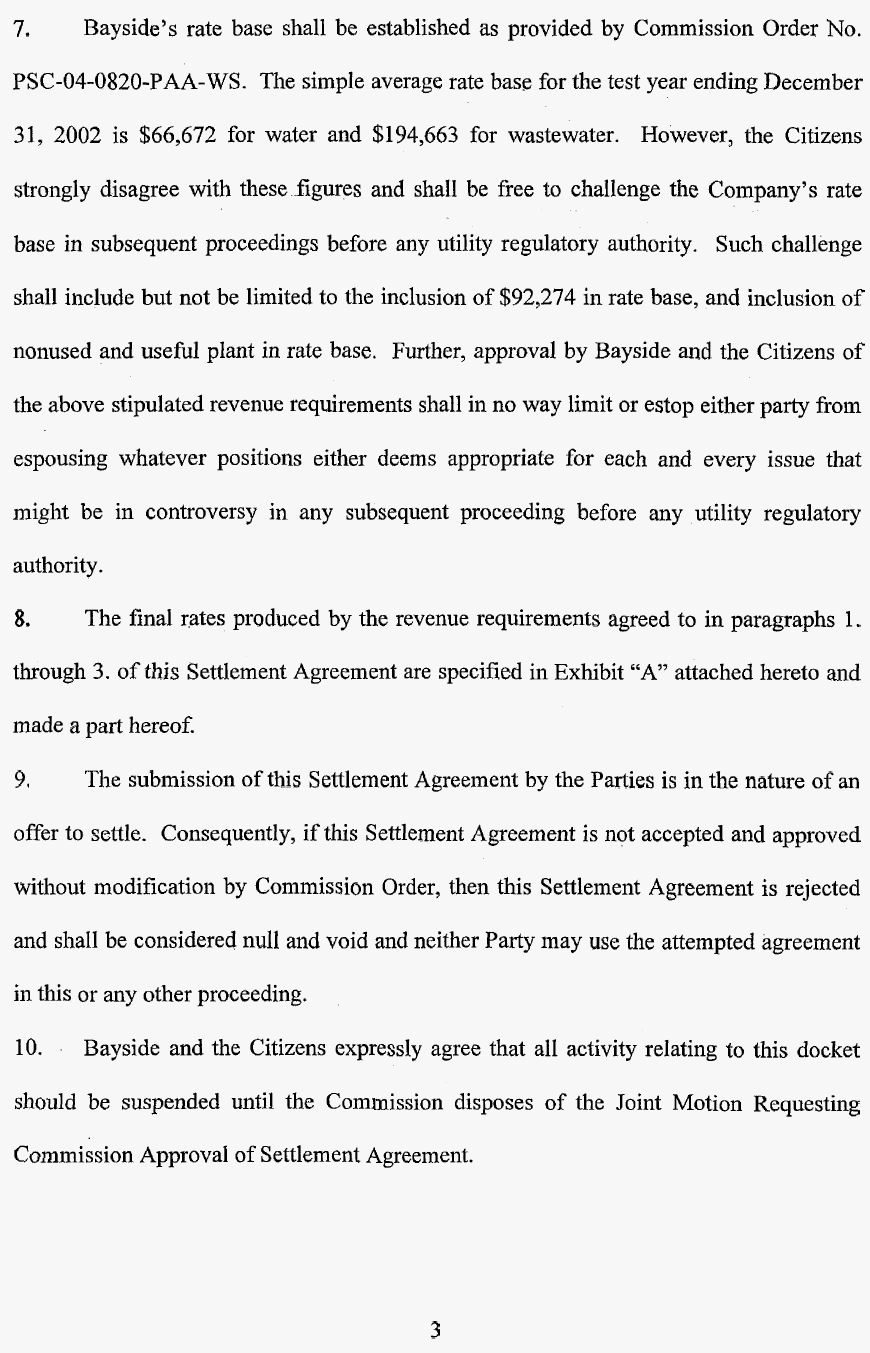 7. Bayside's rate base shall be established as provided by Commission Order No.
PSC-04-0820-PAA-WS. The simple average rate base for the test year ending December
31, 2002 is $66,672 for water and $194,663 for wastewater. However, the Citizens
strongly disagree with these figures and shall be free to challenge the Company's rate
base in subsequent proceedings before any utility regulatory authority. Such challenge
shall include but not be limited to the inclusion of $92,274 in rate base, and inclusion of
nonused and useful plant in rate base. Further, approval by Bayside and the Citizens of
the above stipulated revenue requirements shall in no way limit or estop either party from
espousing whatever positions either deems appropriate for each and every issue that
might be in controversy in any subsequent proceeding before any utility regulatory
authority.
8. The final rates produced by the revenue requirements agreed to in paragraphs 1.
through 3. of this Settlement Agreement are specified in Exhibit “A” attached hereto and
made a part hereof.
9. The submission of this Settlement Agreement by the Parties is in the nature of an
offer to settle. Consequently, if this Settlement Agreement is not accepted and approved
without modification by Commission Order, then this Settlement Agreement is rejected
and shall be considered null and void and neither Party may use the attempted agreement
in this or any other proceeding.
10. Bayside and the Citizens expressly agree that all activity relating to this docket
should be suspended until the Commission disposes of the Joint Motion Requesting
Commission Approval of Settlement Agreement.
3